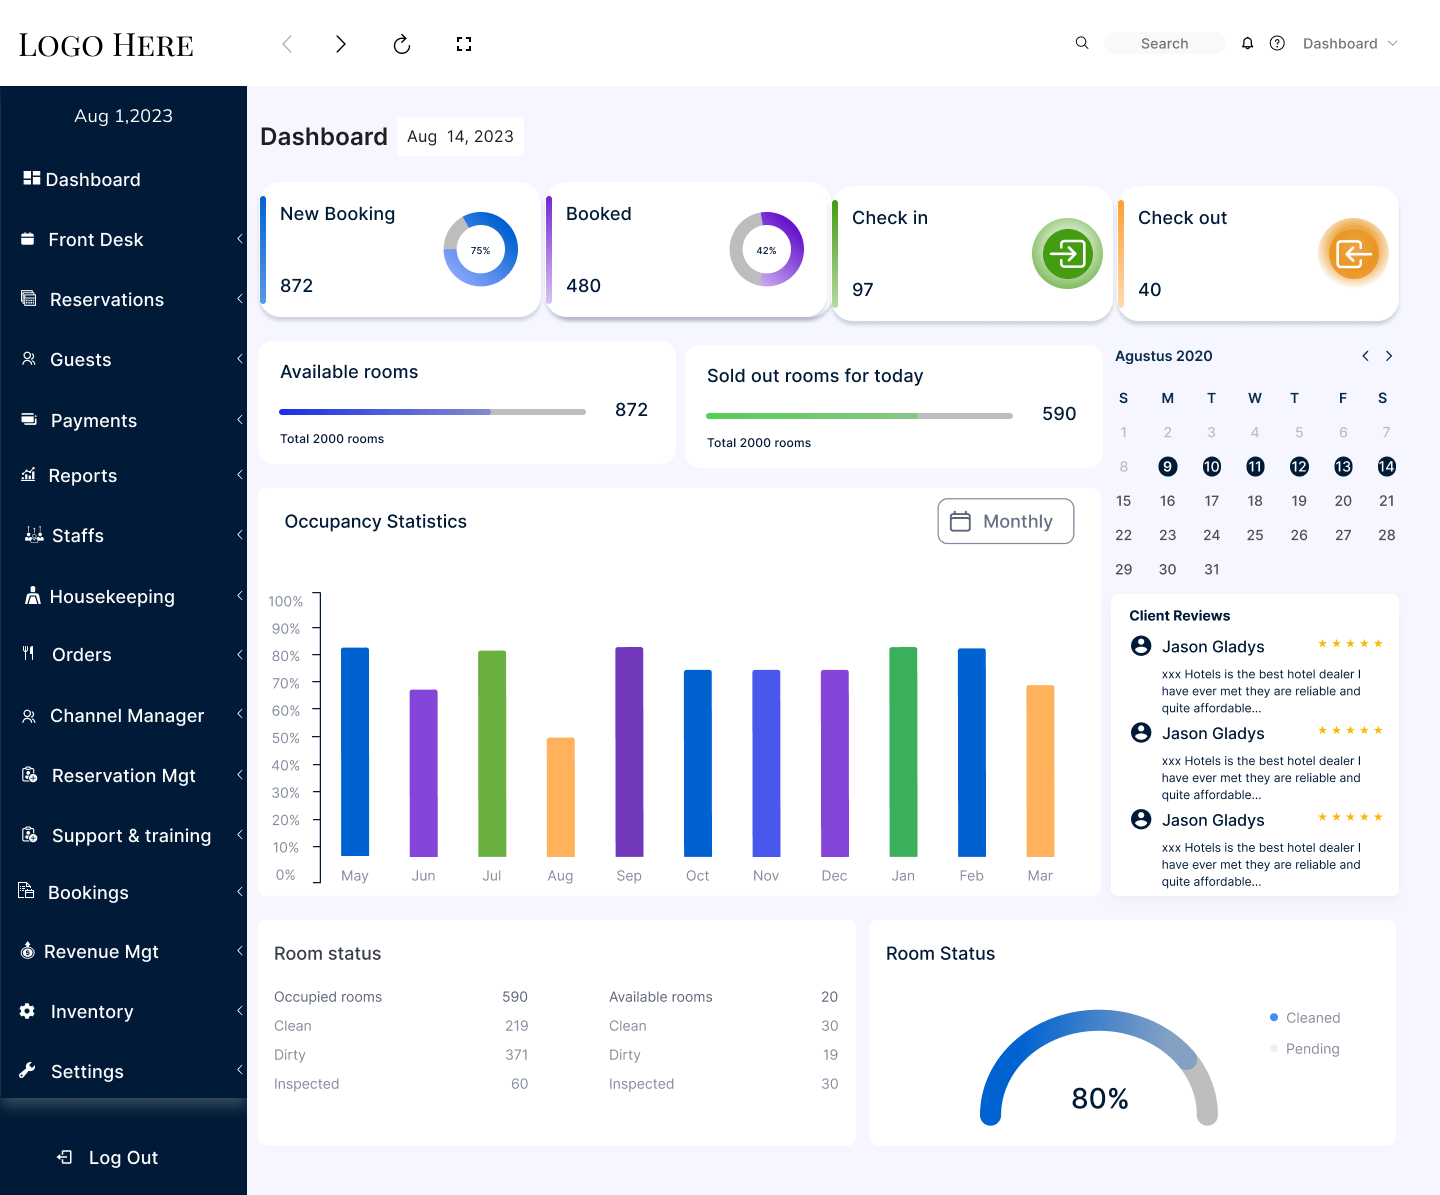 LOGO HERE
Search
Dashboard
Aug 1,2023
Dashboard
Front Desk
Reservations
Guests
Payments
Reports
Staffs
Housekeeping
Orders
Channel Manager
Reservation Mgt
Support & training
Bookings
Revenue Mgt
Inventory
Settings
Log Out
Dashboard
Aug 14, 2023
New Booking
75%
872
Booked
42%
480
Check in
97
Check out
40
Available rooms
872
Total 2000 rooms
Sold out rooms for today
590
Total 2000 rooms
Agustus 2020
S M T W T F S
1 2 3 4 5 6 7
8 9 10 11 12 13 14
15 16 17 18 19 20 21
22 23 24 25 26 27 28
29 30 31
Occupancy Statistics
Monthly
100%
90%
80%
70%
60%
50%
40%
30%
20%
10%
0%
May Jun Jul Aug Sep Oct Nov Dec Jan Feb Mar
Client Reviews
Jason Gladys
xxx Hotels is the best hotel dealer I
have ever met they are reliable and
quite affordable...
Jason Gladys
xxx Hotels is the best hotel dealer I
have ever met they are reliable and
quite affordable...
Jason Gladys
xxx Hotels is the best hotel dealer I
have ever met they are reliable and
quite affordable...
Room status
Occupied rooms 590 Available rooms 20
Clean 219 Clean 30
Dirty 371 Dirty 19
Inspected 60 Inspected 30
Room Status
Cleaned
Pending
80%